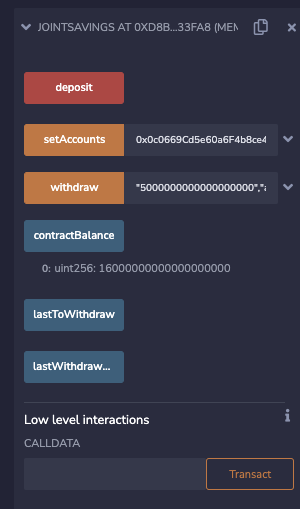 JOINTSAVINGS AT 0XD8B...33FA8 (MEM
deposit
setAccounts 0x0c0669Cd5e60a6F4b8ce4
withdraw "5000000000000000000","a
contractBalance
0: uint256: 16000000000000000000
lastToWithdraw
lastWithdraw...
Low level interactions
CALLDATA
Transact